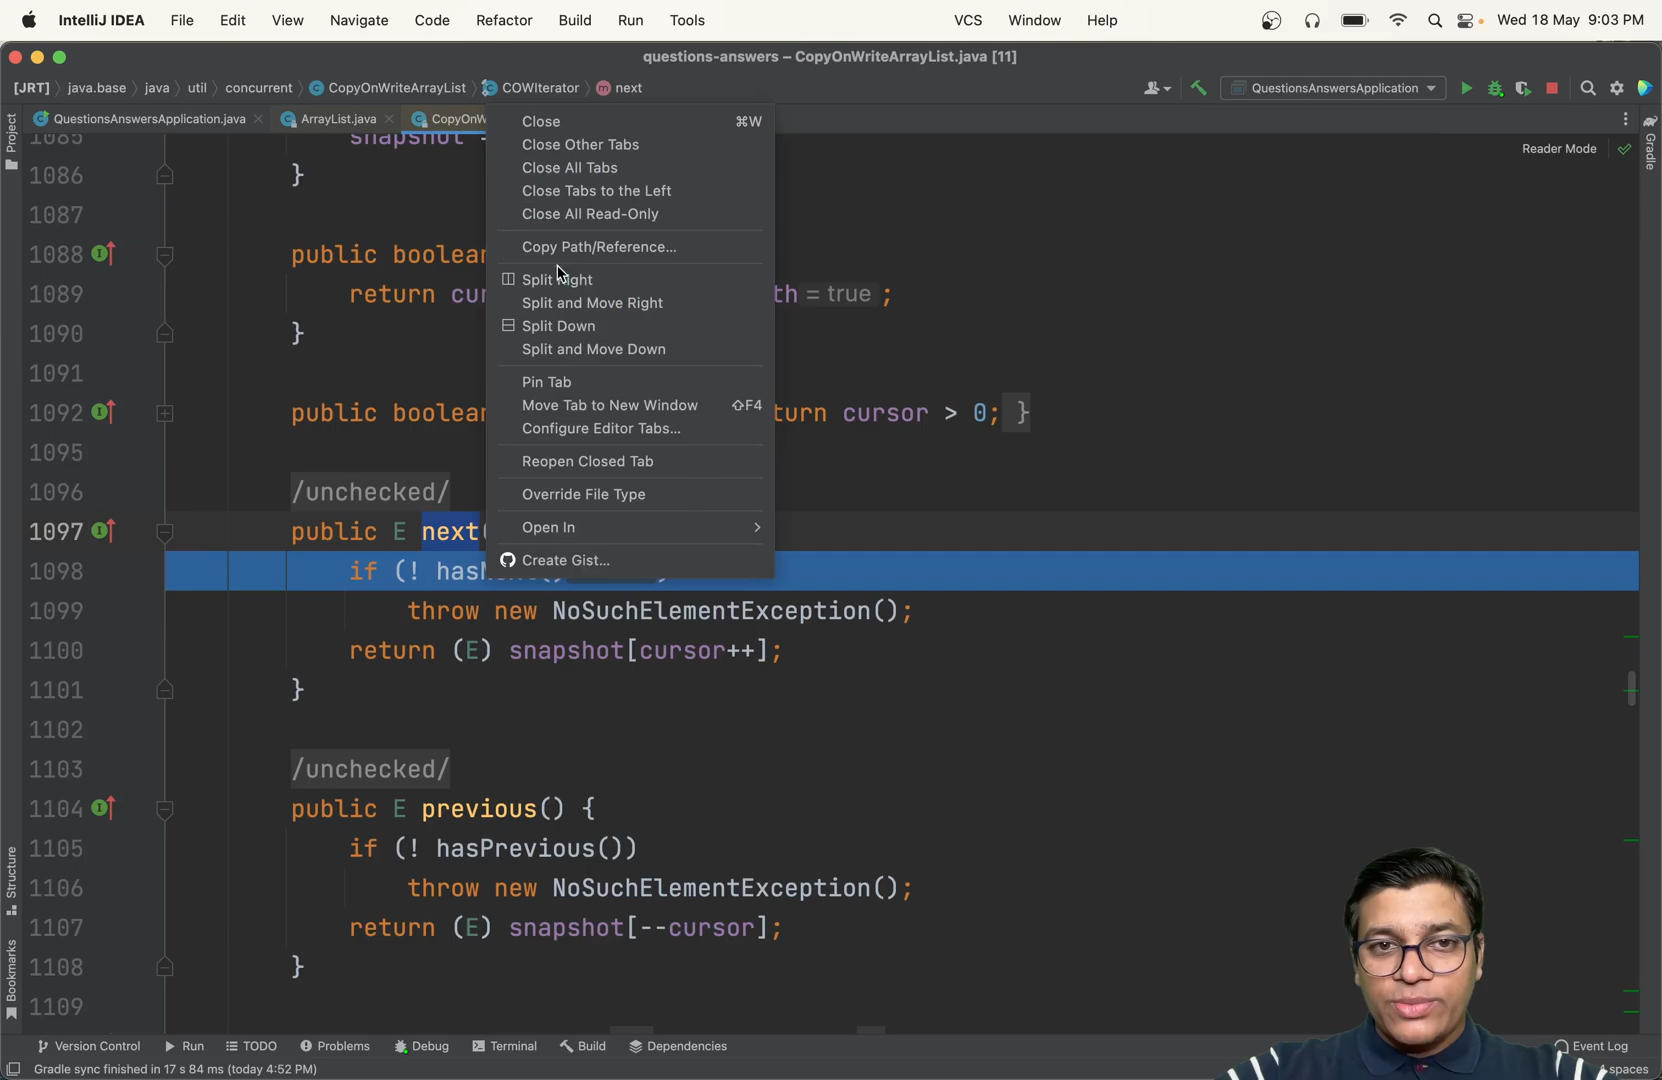 IntelliJ IDEA File Edit View Navigate Code Refactor Build Run Tools VCS Window Help Wed 18 May 9:03 PM
questions-answers – CopyOnWriteArrayList.java [11]
[JRT] java.base java util concurrent CopyOnWriteArrayList COWIterator next QuestionsAnswersApplication
QuestionsAnswersApplication.java ArrayList.java CopyOnW
Project
Gradle
Structure
Bookmarks
Reader Mode
Close ⌘W
Close Other Tabs
Close All Tabs
Close Tabs to the Left
Close All Read-Only
Copy Path/Reference...
Split Right
Split and Move Right
Split Down
Split and Move Down
Pin Tab
Move Tab to New Window ⇧F4
Configure Editor Tabs...
Reopen Closed Tab
Override File Type
Open In
Create Gist...
1085 snapshot =
1086 }
1087
1088 public boolean
1089 return cur th = true ;
1090 }
1091
1092 public boolean turn cursor > 0; }
1095
1096 /unchecked/
1097 public E next(
1098 if (!
1099 throw new NoSuchElementException();
1100 return (E) snapshot[cursor++];
1101 }
1102
1103 /unchecked/
1104 public E previous() {
1105 if (! hasPrevious())
1106 throw new NoSuchElementException();
1107 return (E) snapshot[--cursor];
1108 }
1109
Version Control Run TODO Problems Debug Terminal Build Dependencies Event Log
Gradle sync finished in 17 s 84 ms (today 4:52 PM) spaces